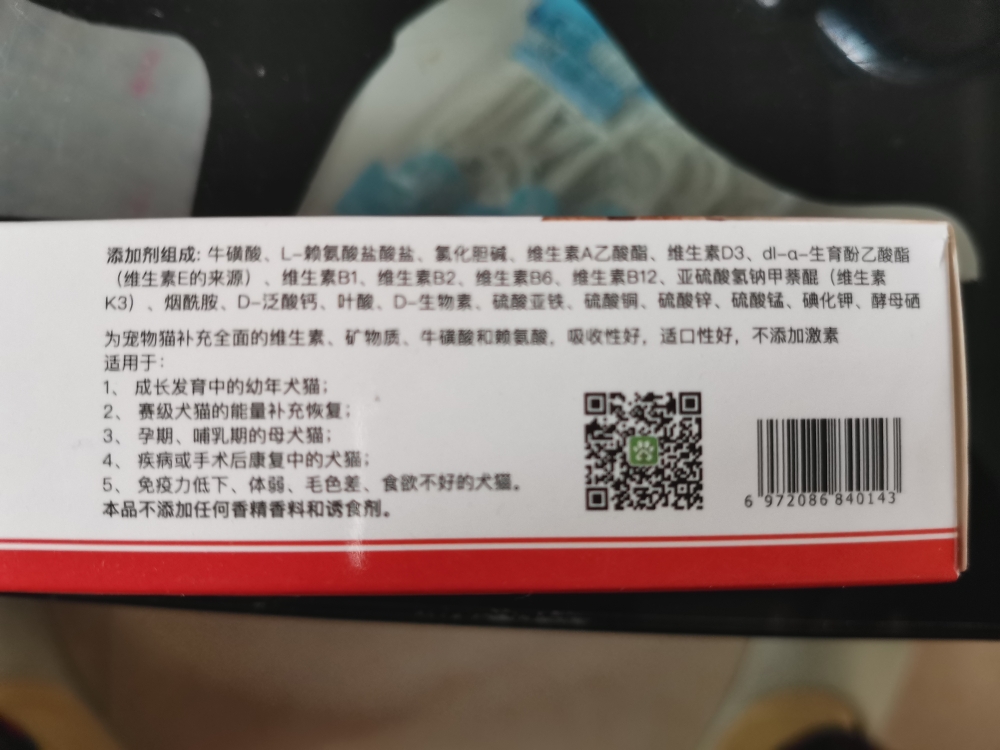 添加剂组成: 牛磺酸、L-赖氨酸盐酸盐、氯化胆碱、维生素A乙酸酯、维生素D3、dl-α-生育酚乙酸酯
（维生素E的来源）、维生素B1、维生素B2、维生素B6、维生素B12、亚硫酸氢钠甲萘醌（维生素
K3）、烟酰胺、D-泛酸钙、叶酸、D-生物素、硫酸亚铁、硫酸铜、硫酸锌、硫酸锰、碘化钾、酵母硒
为宠物猫补充全面的维生素、矿物质、牛磺酸和赖氨酸，吸收性好，适口性好，不添加激素
适用于:
1、 成长发育中的幼年犬猫;
2、 赛级犬猫的能量补充恢复;
3、 孕期、哺乳期的母犬猫;
4、 疾病或手术后康复中的犬猫;
5、 免疫力低下、体弱、毛色差、食欲不好的犬猫。
本品不添加任何香精香料和诱食剂。
6 972086 840143